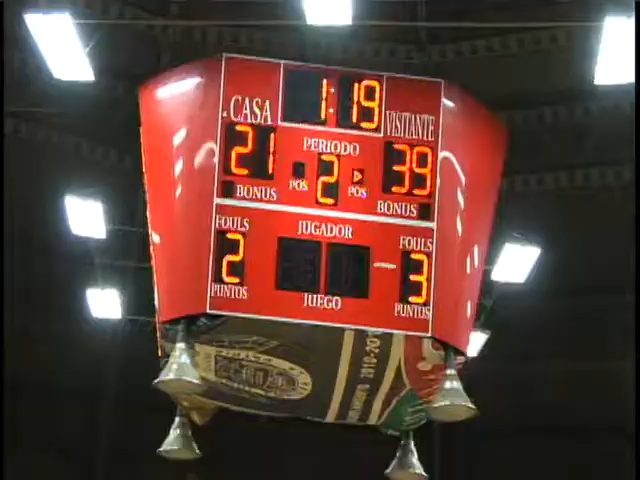 1:19
CASA VISITANTE
21 PERIODO 39
POS 2 POS
BONUS BONUS
FOULS JUGADOR FOULS
2 3
PUNTOS JUEGO PUNTOS